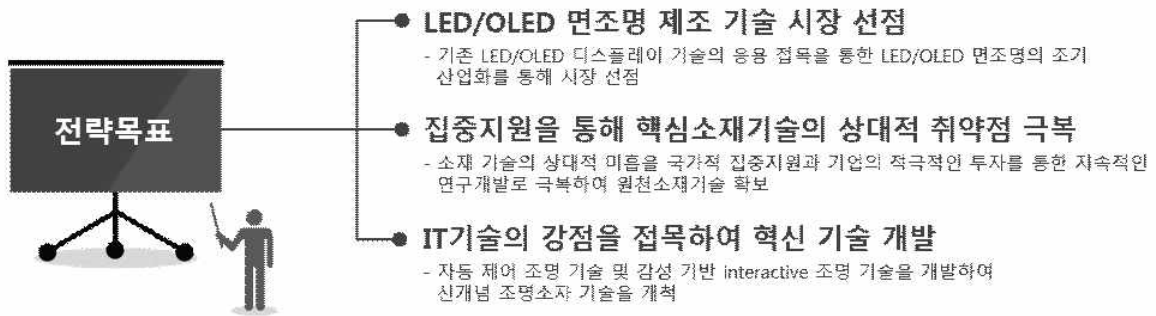 전략목표
LED/OLED 면조명 제조 기술 시장 선점
- 기존 LED/OLED 디스플레이 기술의 응용 접목을 통한 LED/OLED 면조명의 조기
산업화를 통해 시장 선점
집중지원을 통해 핵심소재기술의 상대적 취약점 극복
- 소재 기술의 상대적 미흡을 국가적 집중지원과 기업의 적극적인 투자를 통한 지속적인
연구개발로 극복하여 원천소재기술 확보
IT기술의 강점을 접목하여 혁신 기술 개발
- 자동 제어 조명 기술 및 감성 기반 interactive 조명 기술을 개발하여
신개념 조명소자 기술을 개척